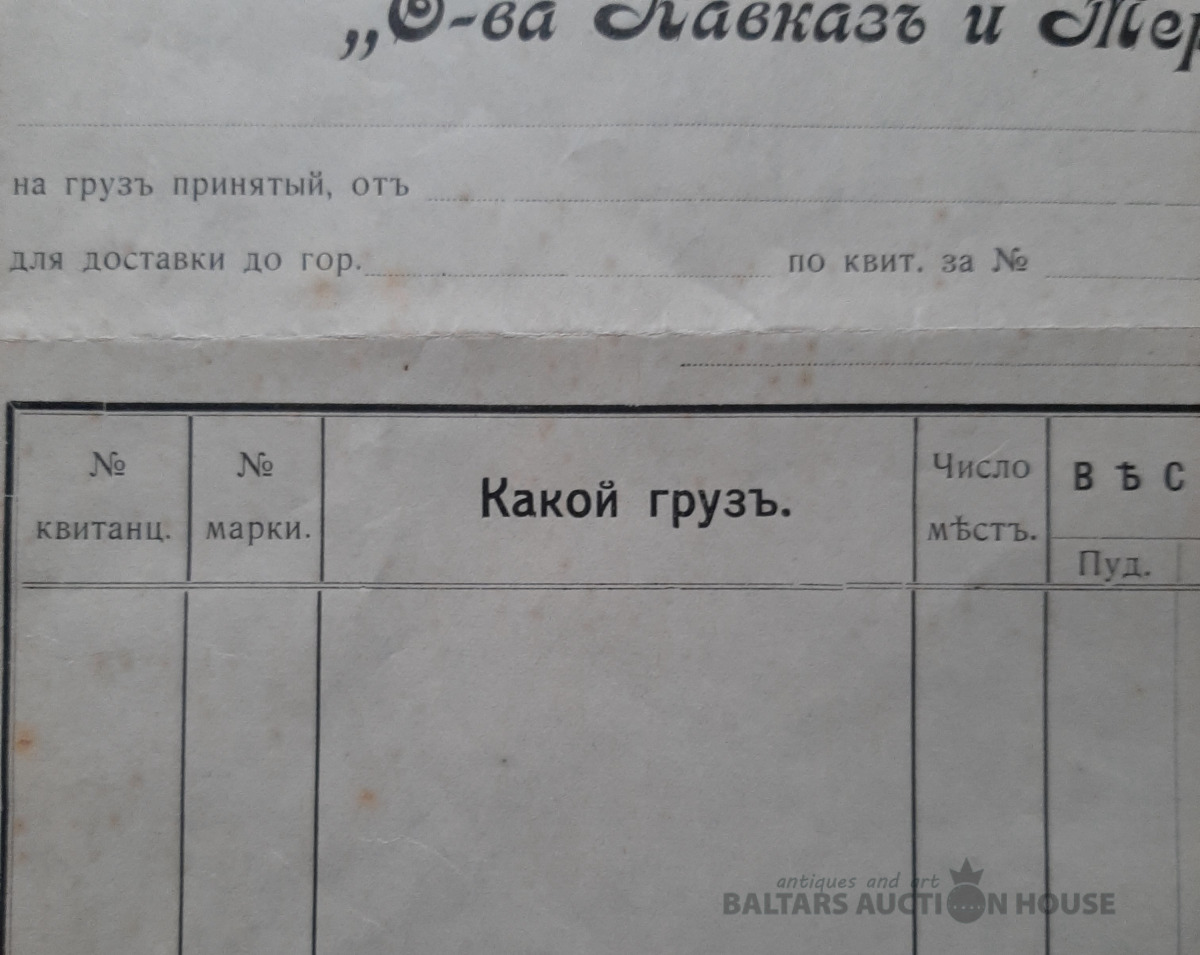 „О-ва Кавказъ и Мер
на грузъ принятый, отъ
для доставки до гор. по квит. за №
№ квитанц.
№ марки.
Какой грузъ.
Число мѣстъ.
ВѢС
Пуд.
antiques and art
BALTARS AUCTION HOUSE